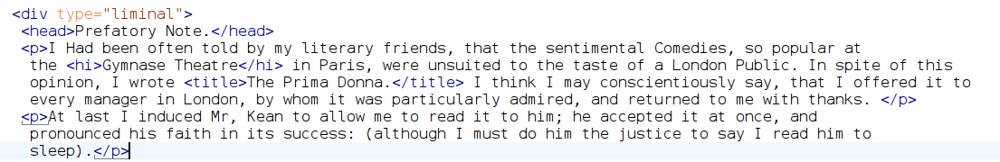 <div type="liminal">
<head>Prefatory Note.</head>
<p>I Had been often told by my literary friends, that the sentimental Comedies, so popular at
the <hi>Gymnase Theatre</hi> in Paris, were unsuited to the taste of a London Public. In spite of this
opinion, I wrote <title>The Prima Donna.</title> I think I may conscientiously say, that I offered it to
every manager in London, by whom it was particularly admired, and returned to me with thanks. </p>
<p>At last I induced Mr, Kean to allow me to read it to him; he accepted it at once, and
pronounced his faith in its success: (although I must do him the justice to say I read him to
sleep).</p>